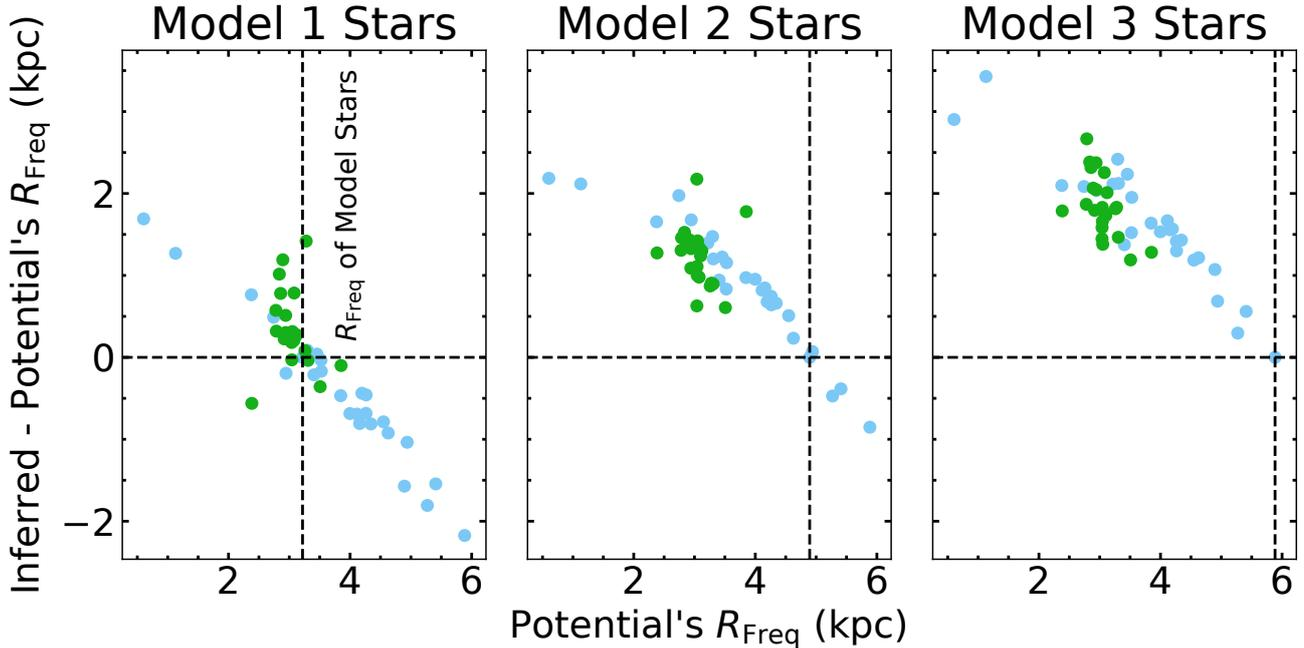 Model 1 Stars
Model 2 Stars
Model 3 Stars
Inferred - Potential's R_Freq (kpc)
R_Freq of Model Stars
2
0
−2
2
4
6
2
4
6
2
4
6
Potential's R_Freq (kpc)